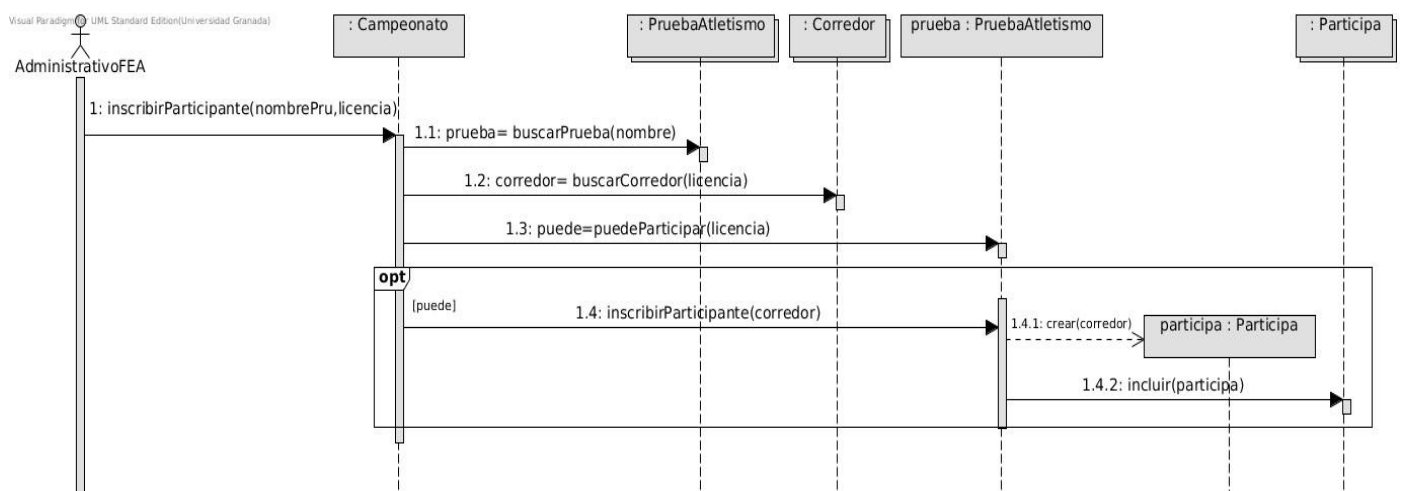 Visual Paradigm for UML Standard Edition(Universidad Granada)
: Campeonato
: PruebaAtletismo
: Corredor
prueba : PruebaAtletismo
: Participa
AdministrativoFEA
1: inscribirParticipante(nombrePru,licencia)
1.1: prueba= buscarPrueba(nombre)
1.2: corredor= buscarCorredor(licencia)
1.3: puede=puedeParticipar(licencia)
opt
[puede]
1.4: inscribirParticipante(corredor)
1.4.1: crear(corredor)
participa : Participa
1.4.2: incluir(participa)